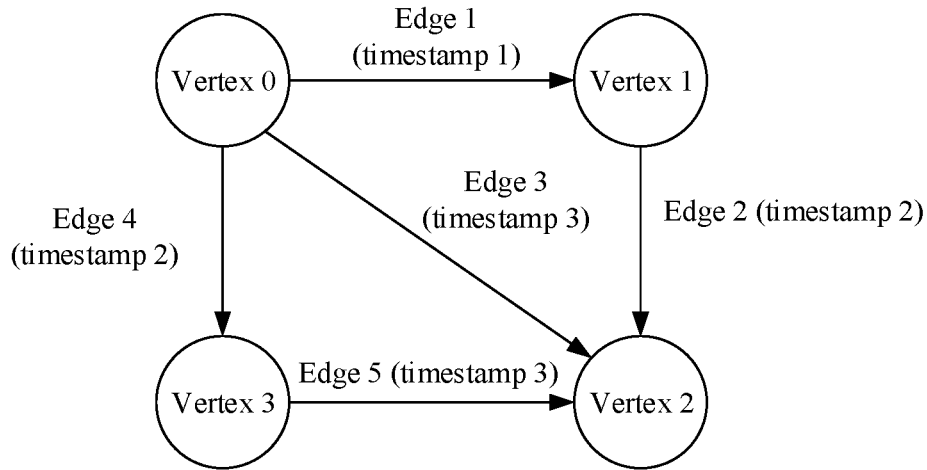 Edge 1
(timestamp 1)
Vertex 0
Vertex 1
Edge 3
(timestamp 3)
Edge 4
(timestamp 2)
Edge 2 (timestamp 2)
Edge 5 (timestamp 3)
Vertex 3
Vertex 2